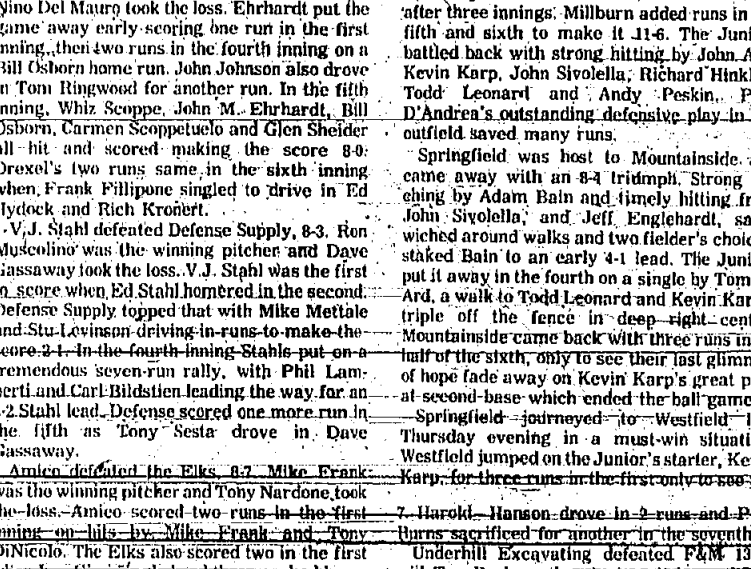 Nino Del Mauro took the loss. Ehrhardt put the
game away early scoring one run in the first
inning, then two runs in the fourth inning on a
Bill Osborn home run. John Johnson also drove
in Tom Ringwood for another run. In the fifth
inning, Whiz Scoppe, John M. Ehrhardt, Bill
Osborn, Carmen Scoppetuelo and Glen Sheider
all hit and scored making the score 8-0.
Drexel's two runs same in the sixth inning
when Frank Fillipone singled to drive in Ed
Hydock and Rich Kronert.
V.J. Stahl defeated Defense Supply, 8-3. Ron
Muscolino was the winning pitcher and Dave
Gassaway took the loss. V.J. Stahl was the first
to score when Ed Stahl homered in the second.
Defense Supply topped that with Mike Mettale
and Stu Levinson driving in runs to make the
score 2-1. In the fourth inning Stahls put on a
tremendous seven-run rally, with Phil Lam-
berti and Carl Bildstien leading the way for an
-2 Stahl lead. Defense scored one more run in
the fifth as Tony Sesta drove in Dave
Gassaway.
Amico defeated the Elks, 8-7. Mike Frank
was the winning pitcher and Tony Nardone took
the loss. Amico scored two runs in the first
inning on hits by Mike Frank and Tony
DiNicolo. The Elks also scored two in the first
after three innings. Millburn added runs in
fifth and sixth to make it 11-6. The Juni
battled back with strong hitting by John A
Kevin Karp, John Sivolella, Richard Hink
Todd Leonard and Andy Peskin. P
D'Andrea's outstanding defensive play in
outfield saved many runs.
Springfield was host to Mountainside.
came away with an 8-4 triumph. Strong
ching by Adam Bain and timely hitting fr
John Sivolella, and Jeff Englehardt, sa
wiched around walks and two fielder's choic
staked Bain to an early 4-1 lead. The Juni
put it away in the fourth on a single by Tom
Ard, a walk to Todd Leonard and Kevin Kar
triple off the fence in deep right cent
Mountainside came back with three runs in
half of the sixth, only to see their last glimm
of hope fade away on Kevin Karp's great p
at second base which ended the ball game
Springfield journeyed to Westfield l
Thursday evening in a must-win situati
Westfield jumped on the Junior's starter, Ke
Karp, for three runs in the first only to see
7. Harold Hanson drove in 2 runs and P
Burns sacrificed for another in the seventh
Underhill Excavating defeated F&M 13